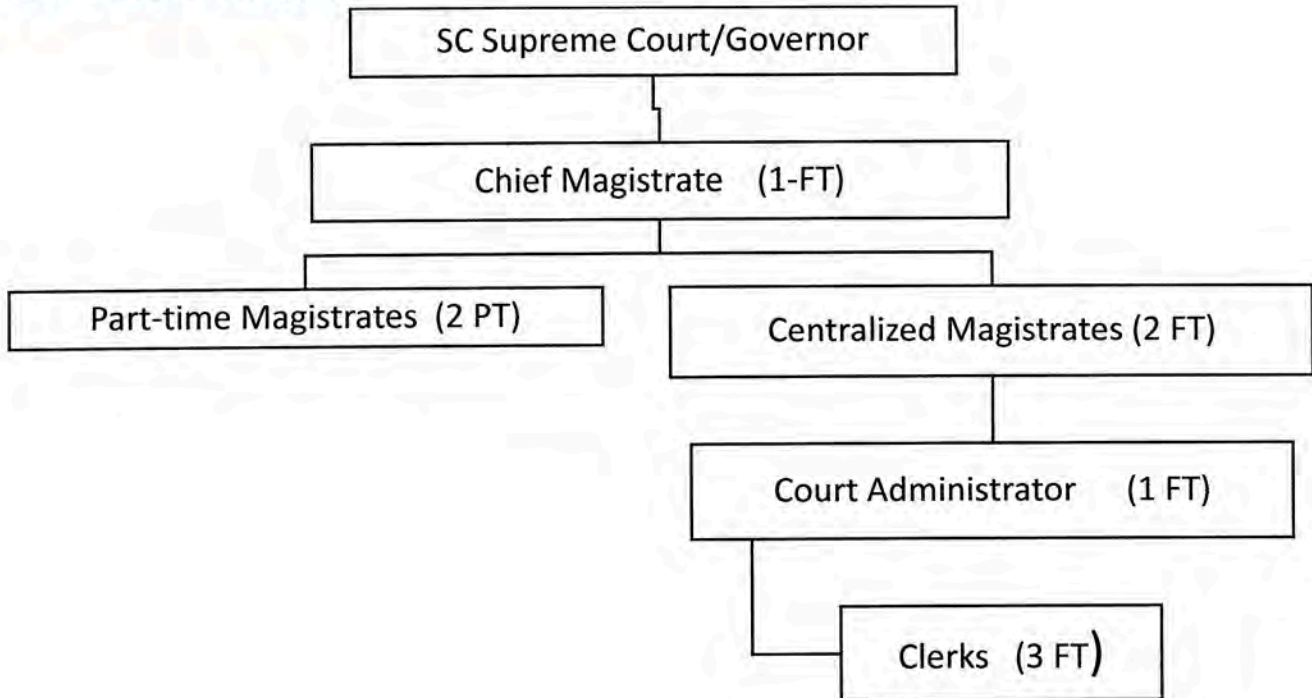 SC Supreme Court/Governor
Chief Magistrate (1-FT)
Part-time Magistrates (2 PT)
Centralized Magistrates (2 FT)
Court Administrator (1 FT)
Clerks (3 FT)